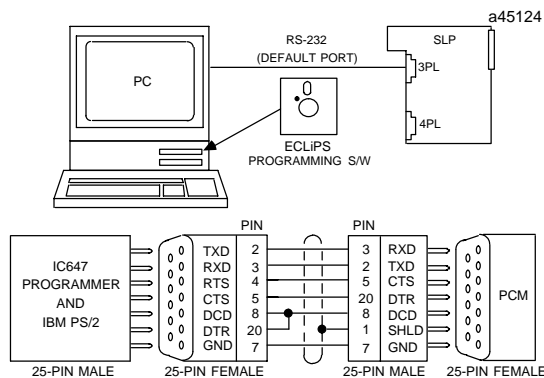 a45124
RS-232
(DEFAULT PORT)
SLP
PC
3PL
4PL
ECLiPS
PROGRAMMING S/W
PIN PIN
IC647
PROGRAMMER
AND
IBM PS/2
TXD 2 3 RXD
RXD 3 2 TXD
RTS 4 5 CTS
CTS 5 20 DTR
DCD 8 8 DCD
DTR 20 1 SHLD
GND 7 7 GND
PCM
25-PIN MALE 25-PIN FEMALE 25-PIN MALE 25-PIN FEMALE